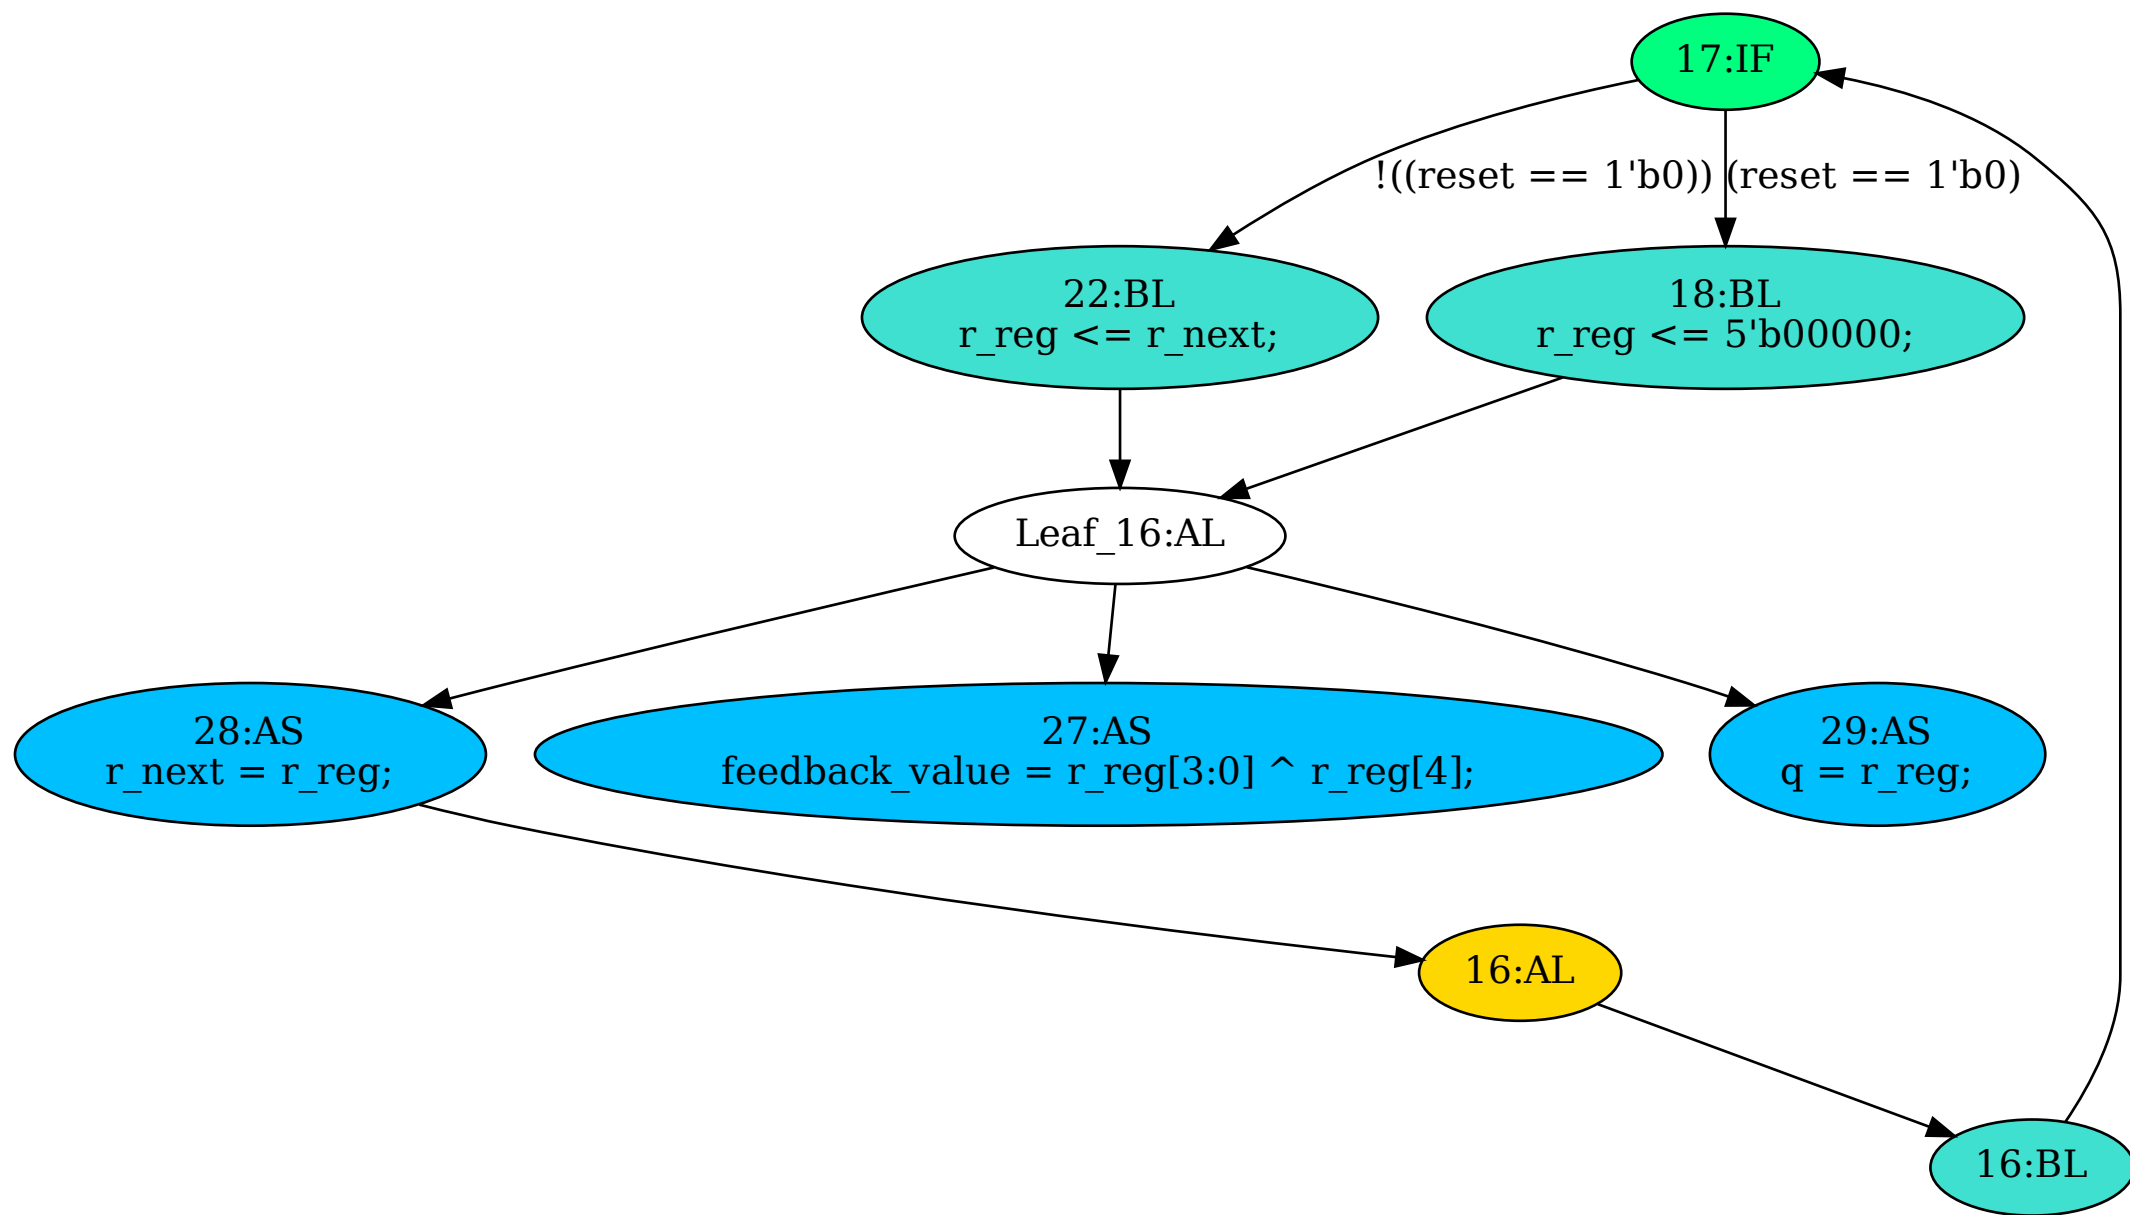 17:IF
!((reset == 1'b0))
(reset == 1'b0)
22:BL
r_reg <= r_next;
18:BL
r_reg <= 5'b00000;
Leaf_16:AL
28:AS
r_next = r_reg;
27:AS
feedback_value = r_reg[3:0] ^ r_reg[4];
29:AS
q = r_reg;
16:AL
16:BL